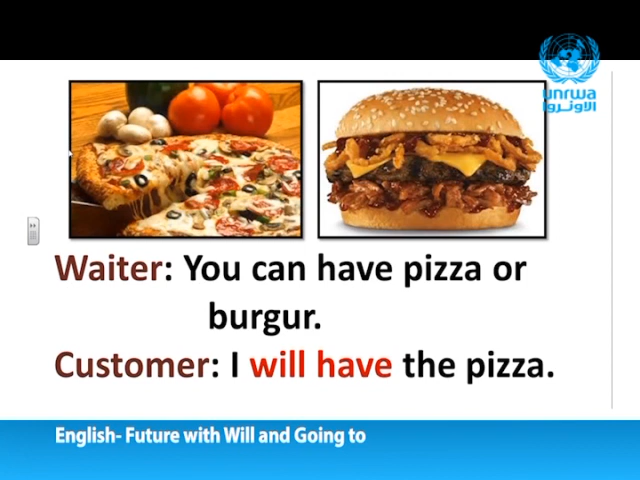 unrwa
الاونروا
Waiter: You can have pizza or
burgur.
Customer: I will have the pizza.
English- Future with Will and Going to